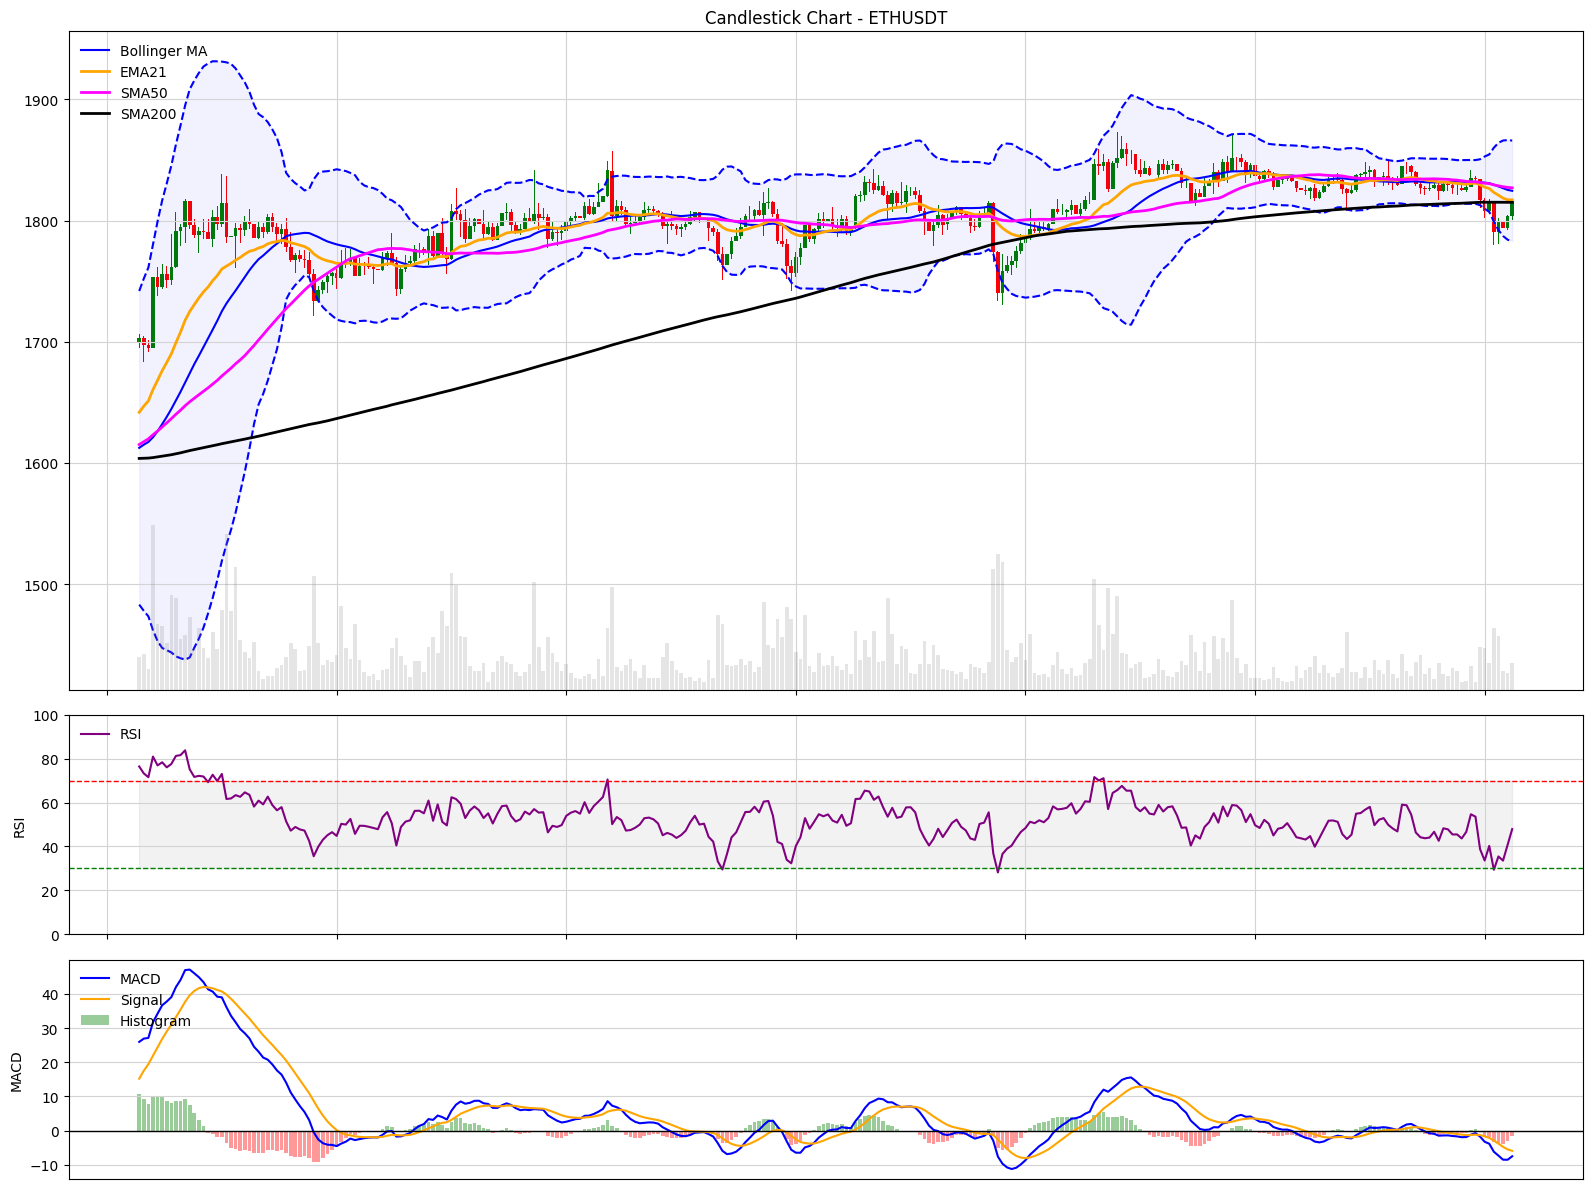 Candlestick Chart - ETHUSDT
Bollinger MA
EMA21
SMA50
SMA200
1900
1800
1700
1600
1500
RSI
100
80
60
40
20
0
RSI
MACD
Signal
Histogram
40
30
20
10
0
−10
MACD